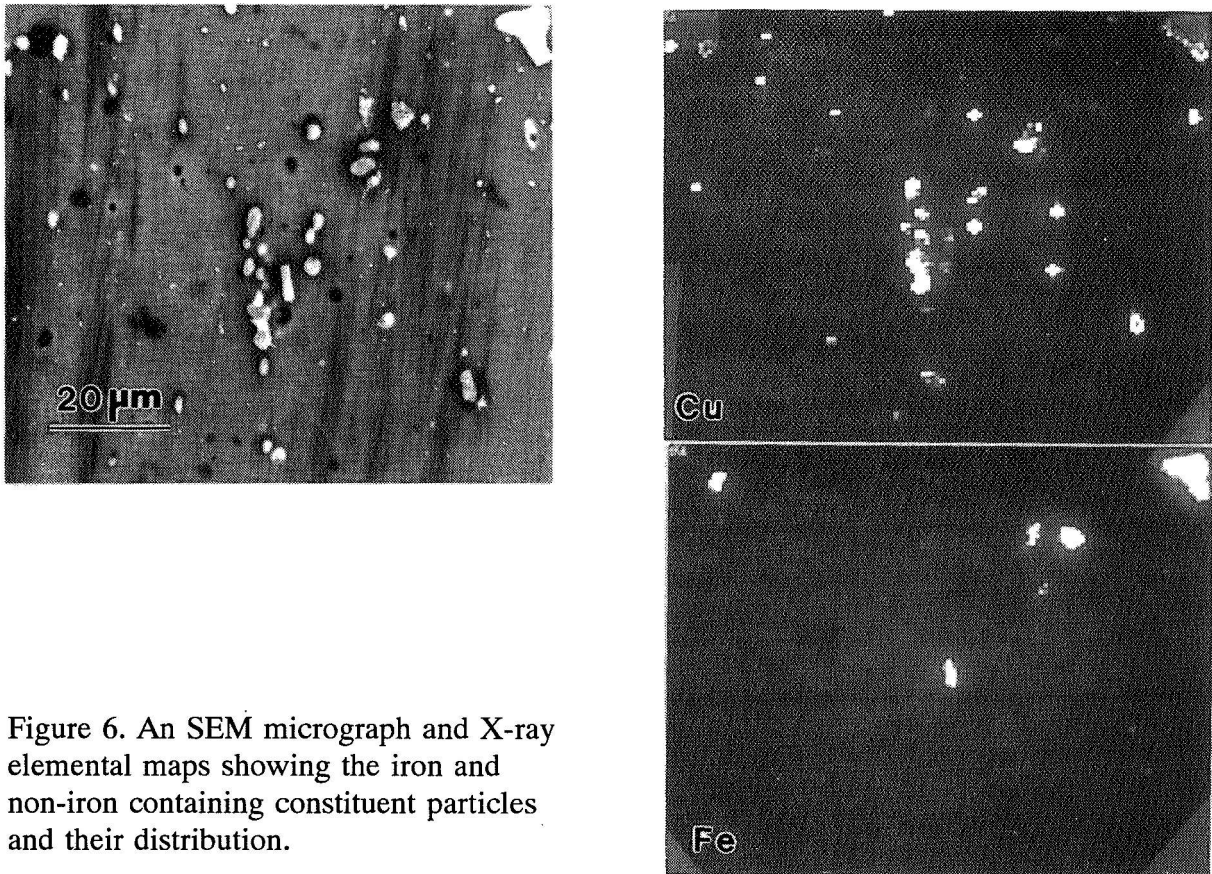 20 µm
Cu
Fe
Figure 6. An SEM micrograph and X-ray
elemental maps showing the iron and
non-iron containing constituent particles
and their distribution.